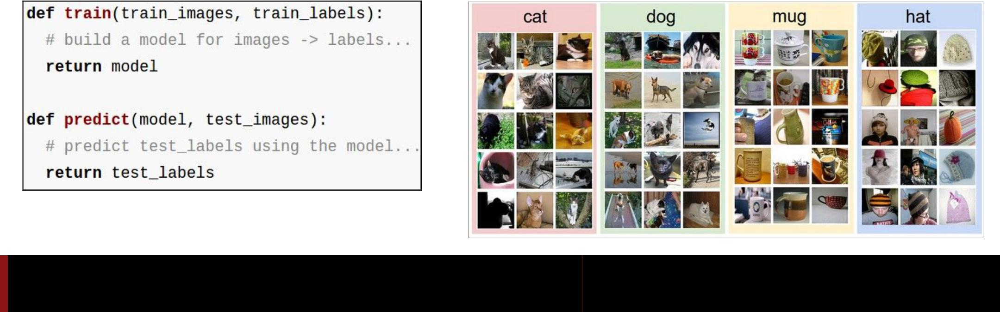 def train(train_images, train_labels):
# build a model for images -> labels...
return model
def predict(model, test_images):
# predict test_labels using the model...
return test_labels
cat
dog
mug
hat
NOTICE